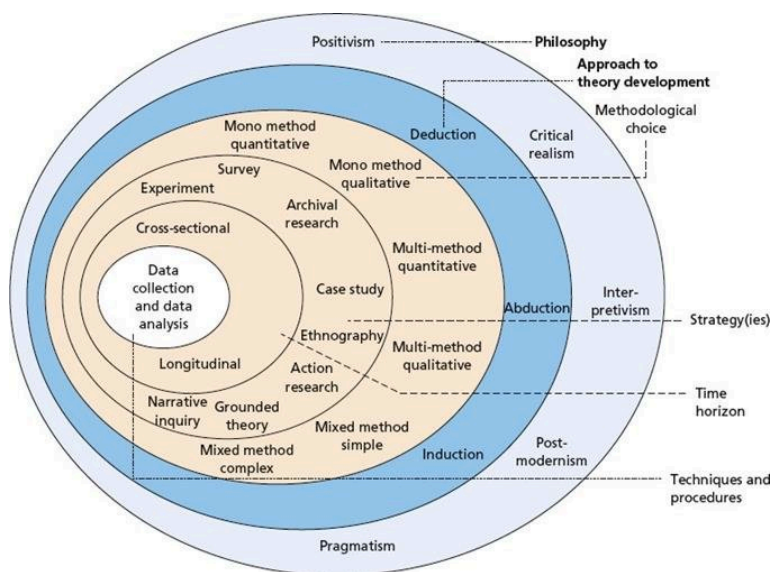 Positivism
Philosophy
Approach to
theory development
Methodological
choice
Deduction
Critical
realism
Mono method
quantitative
Mono method
qualitative
Survey
Experiment
Archival
research
Cross-sectional
Multi-method
quantitative
Data
collection
and data
analysis
Case study
Inter-
pretivism
Abduction
Strategy(ies)
Ethnography
Multi-method
qualitative
Longitudinal
Action
research
Time
horizon
Narrative
inquiry
Grounded
theory
Mixed method
simple
Mixed method
complex
Induction
Post-
modernism
Techniques and
procedures
Pragmatism